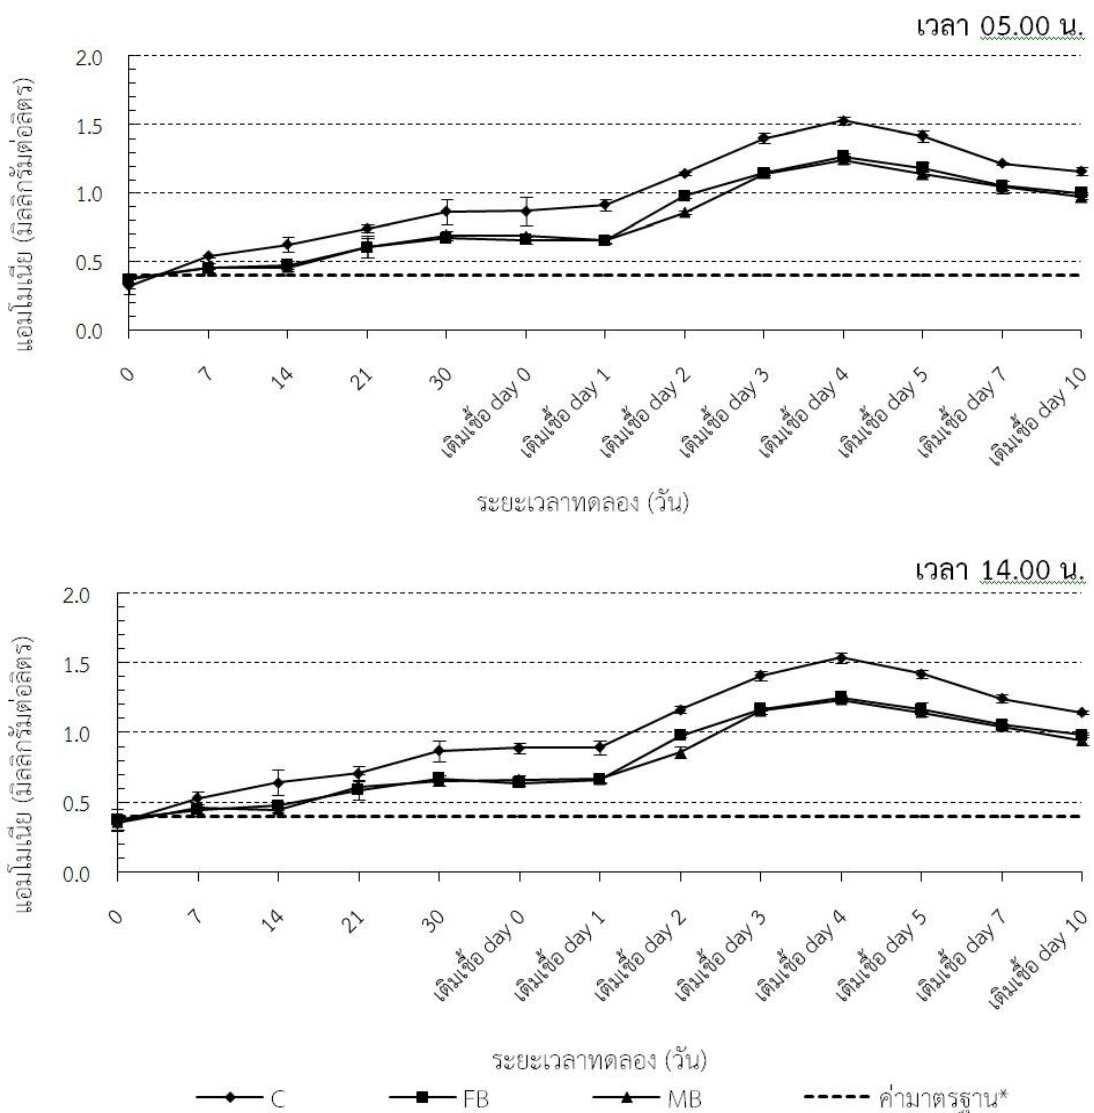 เวลา 05.00 น.
แอมโมเนีย (มิลลิกรัมต่อลิตร)
2.0
1.5
1.0
0.5
0.0
0 7 14 21 30 เติมเชื้อ day 0 เติมเชื้อ day 1 เติมเชื้อ day 2 เติมเชื้อ day 3 เติมเชื้อ day 4 เติมเชื้อ day 5 เติมเชื้อ day 7 เติมเชื้อ day 10
ระยะเวลาทดลอง (วัน)
เวลา 14.00 น.
แอมโมเนีย (มิลลิกรัมต่อลิตร)
2.0
1.5
1.0
0.5
0.0
0 7 14 21 30 เติมเชื้อ day 0 เติมเชื้อ day 1 เติมเชื้อ day 2 เติมเชื้อ day 3 เติมเชื้อ day 4 เติมเชื้อ day 5 เติมเชื้อ day 7 เติมเชื้อ day 10
ระยะเวลาทดลอง (วัน)
C FB MB ค่ามาตรฐาน*